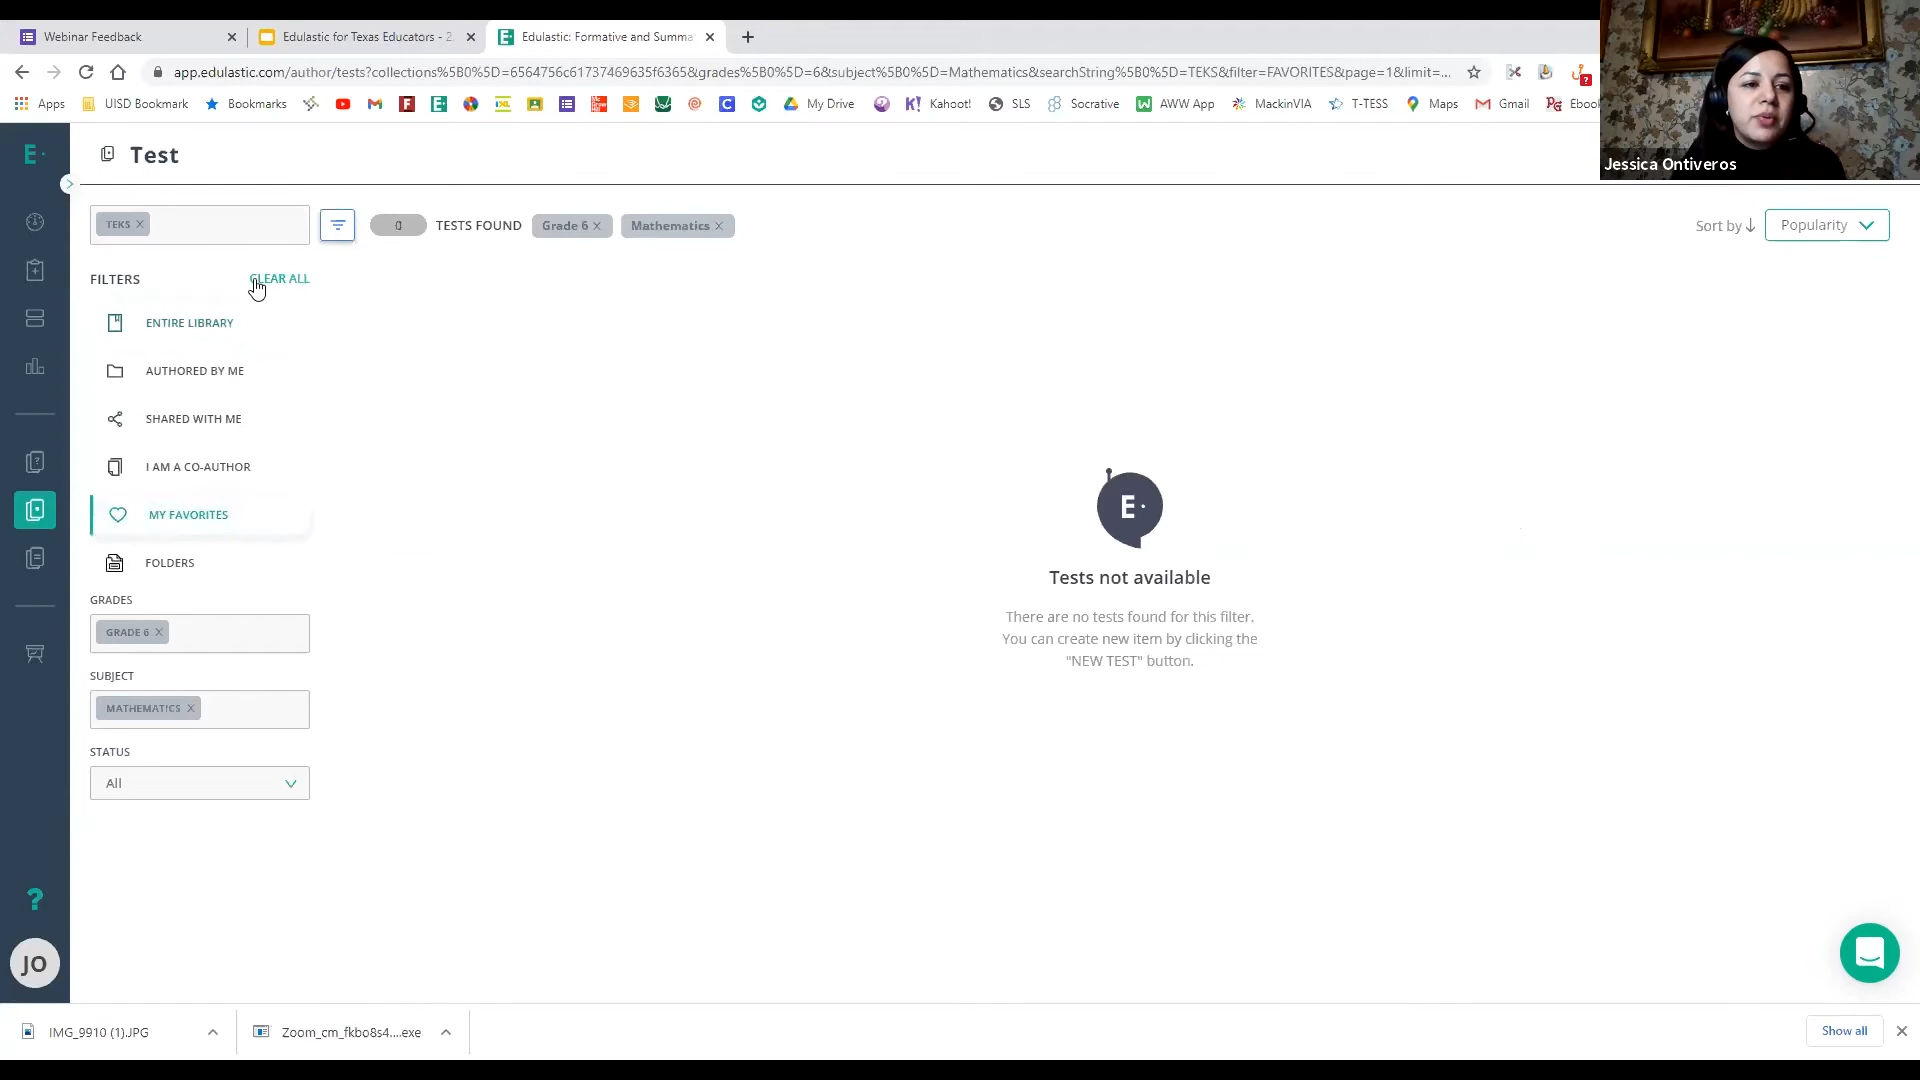 Webinar Feedback
Edulastic for Texas Educators - 2.
Edulastic: Formative and Summa
app.edulastic.com/author/tests?collections%5B0%5D=6564756c61737469635f6365&grades%5B0%5D=6&subject%5B0%5D=Mathematics&searchString%5B0%5D=TEKS&filter=FAVORITES&page=1&limit=...
Apps
UISD Bookmark
Bookmarks
My Drive
Kahoot!
SLS
Socrative
AWW App
MackinVIA
T-TESS
Maps
Gmail
Eboo
Jessica Ontiveros
E
Test
TEKS
0
TESTS FOUND
Grade 6
Mathematics
Sort by
Popularity
FILTERS
CLEAR ALL
ENTIRE LIBRARY
AUTHORED BY ME
SHARED WITH ME
I AM A CO-AUTHOR
MY FAVORITES
FOLDERS
GRADES
GRADE 6
SUBJECT
MATHEMATICS
STATUS
All
E
Tests not available
There are no tests found for this filter.
You can create new item by clicking the
"NEW TEST" button.
?
JO
IMG_9910 (1).JPG
Zoom_cm_fkbo8s4....exe
Show all